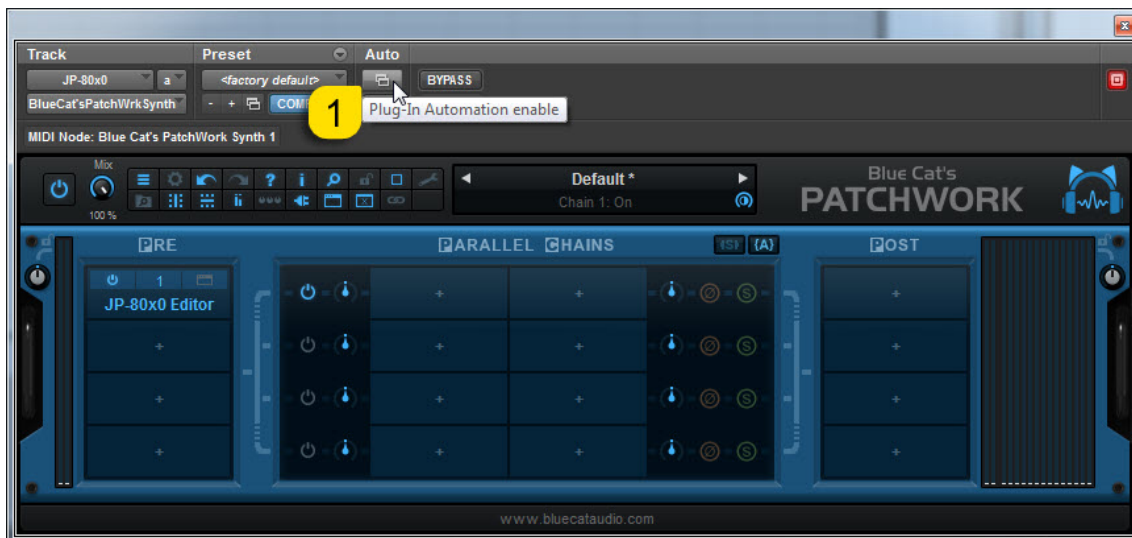 Track Preset Auto
JP-80x0 a <factory default> BYPASS
BlueCat'sPatchWrkSynth - +
1 Plug-In Automation enable
MIDI Node: Blue Cat's PatchWork Synth 1
Mix
100 %
Default *
Chain 1: On
Blue Cat's
PATCHWORK
PRE PARALLEL CHAINS {S} {A} POST
1
JP-80x0 Editor
+ + + Ø S +
+ + + Ø S +
+ + + Ø S +
+ + + Ø S +
www.bluecataudio.com